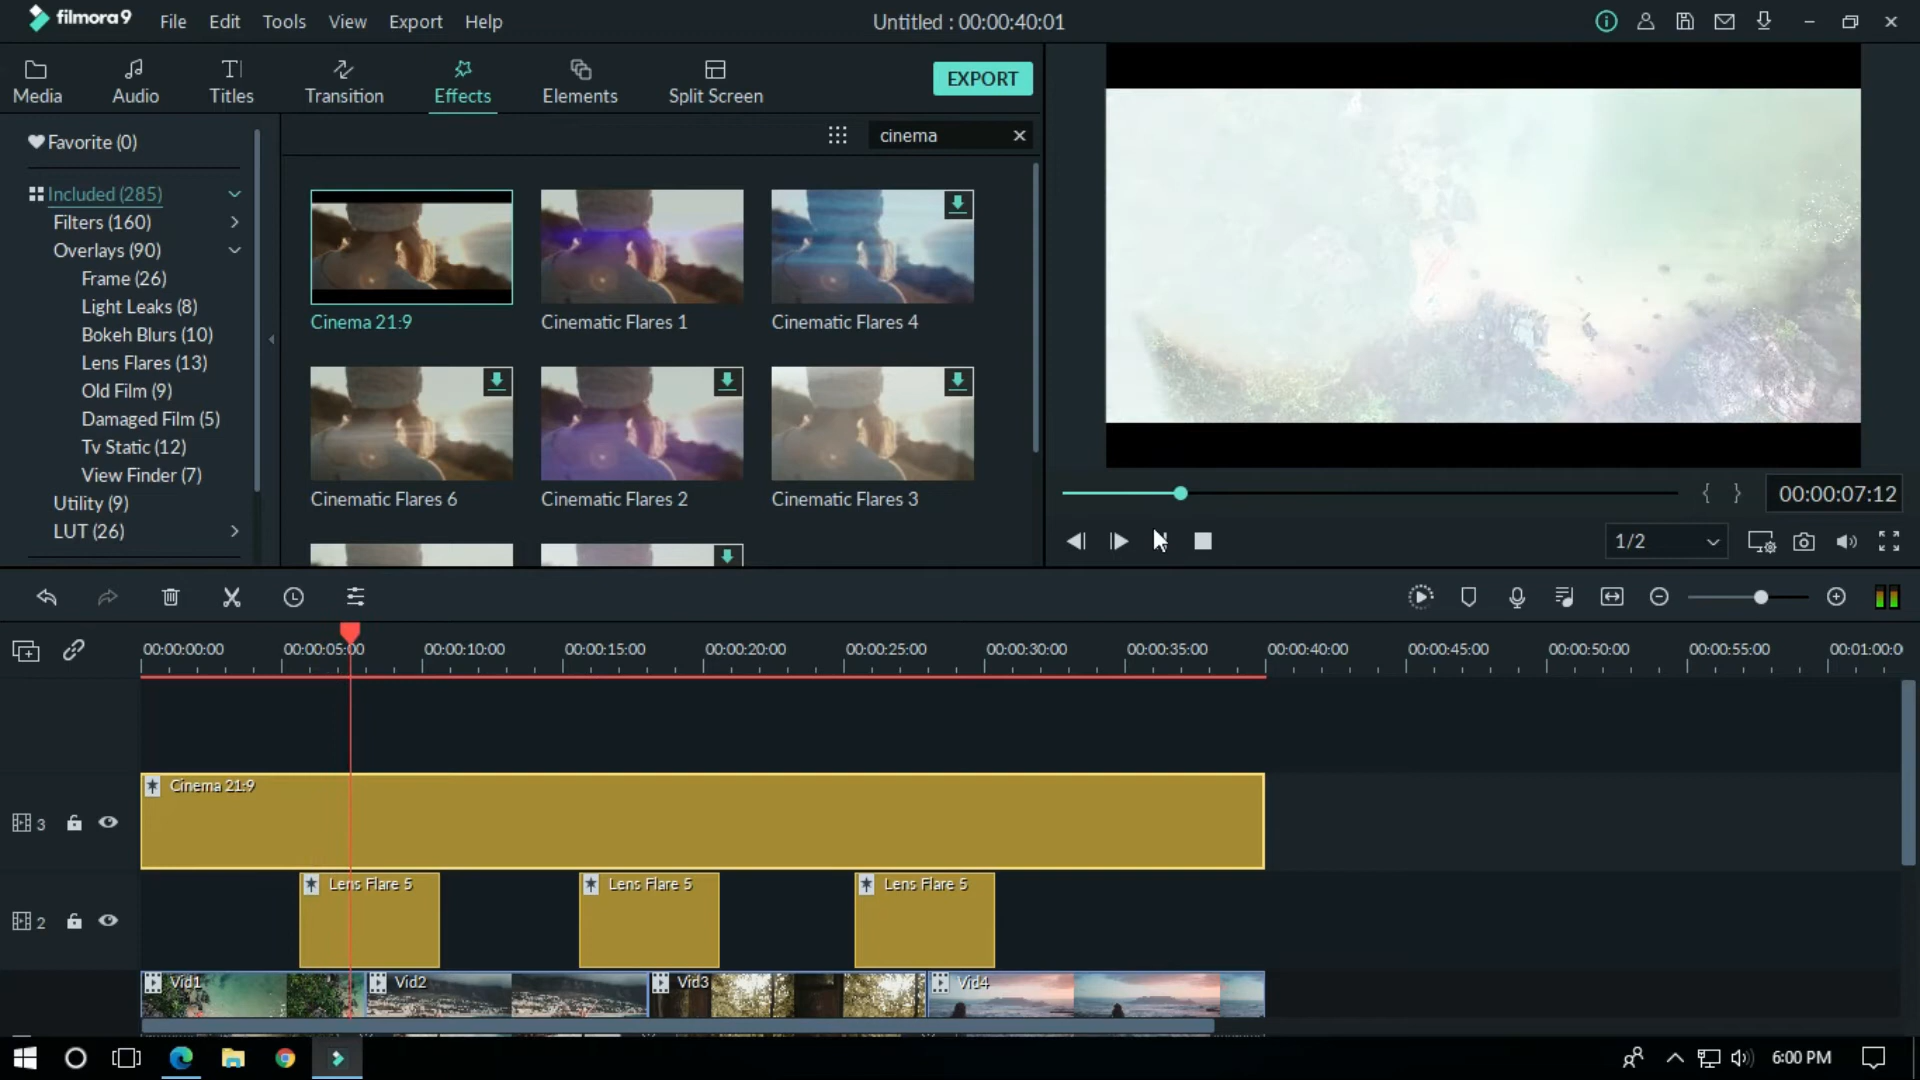 filmora9 File Edit Tools View Export Help Untitled : 00:00:40:01
Media Audio Titles Transition Effects Elements Split Screen EXPORT
Favorite (0)
cinema
Included (285)
Filters (160)
Overlays (90)
Frame (26)
Light Leaks (8)
Bokeh Blurs (10)
Lens Flares (13)
Old Film (9)
Damaged Film (5)
Tv Static (12)
View Finder (7)
Utility (9)
LUT (26)
Cinema 21:9 Cinematic Flares 1 Cinematic Flares 4
Cinematic Flares 6 Cinematic Flares 2 Cinematic Flares 3
{ } 00:00:07:12
1/2
00:00:00:00 00:00:05:00 00:00:10:00 00:00:15:00 00:00:20:00 00:00:25:00 00:00:30:00 00:00:35:00 00:00:40:00 00:00:45:00 00:00:50:00 00:00:55:00 00:01:00:0
Cinema 21:9
3
Lens Flare 5 Lens Flare 5 Lens Flare 5
2
Vid1 Vid2 Vid3 Vid4
6:00 PM